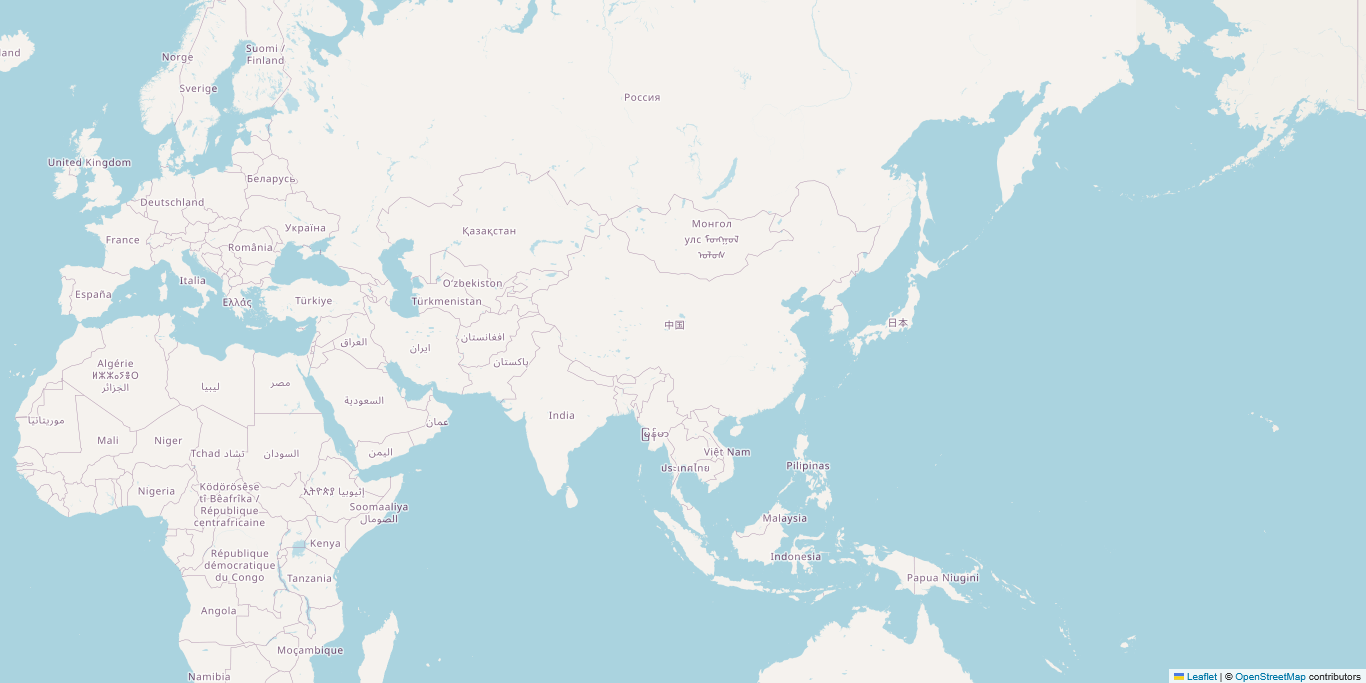 land
Norge
Suomi /
Finland
Sverige
Россия
United Kingdom
Беларусь
Deutschland
France
Україна
România
Italia
España
Ελλάς
Türkiye
Қазақстан
Монгол
улс
Oʻzbekiston
Türkmenistan
中国
日本
العراق
ایران
افغانستان
پاکستان
Algérie
ⵍⵣⵣⴰⵢⴻⵔ
الجزائر
ليبيا
مصر
السعودية
عمان
اليمن
موريتانيا
Mali
Niger
Tchad تشاد
السودان
India
Việt Nam
ประเทศไทย
Pilipinas
Nigeria
Ködörösêse
tî Bêafrîka /
République
centrafricaine
ኢትዮጵያ إثيوبيا
Soomaaliya
الصومال
Kenya
Malaysia
Indonesia
République
démocratique
du Congo
Tanzania
Papua Niugini
Angola
Moçambique
Namibia
Leaflet | © OpenStreetMap contributors